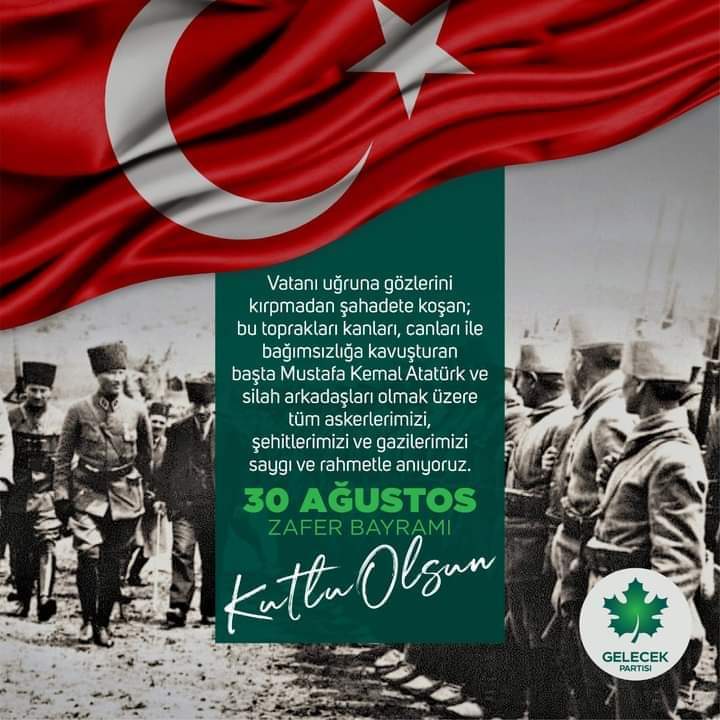 Vatanı uğruna gözlerini
kırpmadan şahadete koşan;
bu toprakları kanları, canları ile
bağımsızlığa kavuşturan
başta Mustafa Kemal Atatürk ve
silah arkadaşları olmak üzere
tüm askerlerimizi,
şehitlerimizi ve gazilerimizi
saygı ve rahmetle anıyoruz.
30 AĞUSTOS
ZAFER BAYRAMI
Kutlu Olsun
GELECEK
PARTİSİ